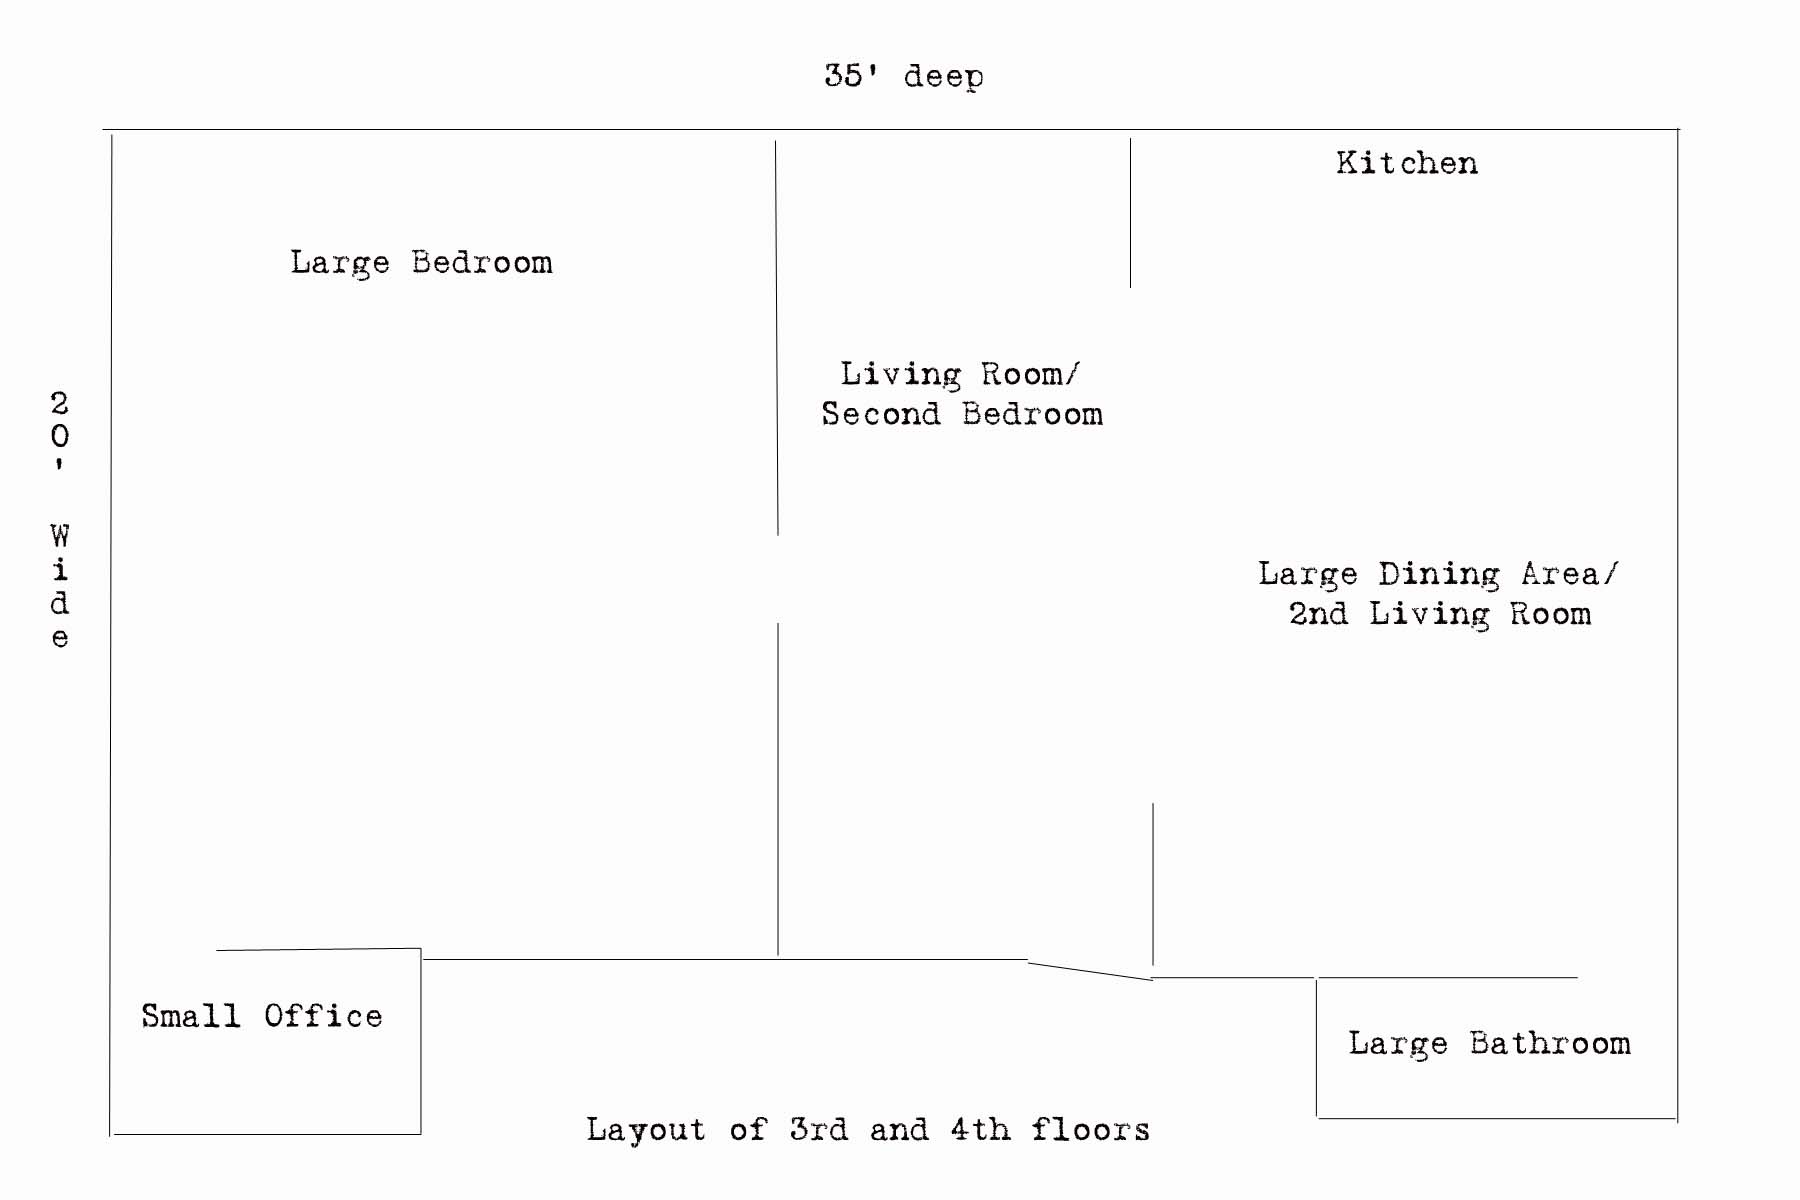 35' deep
Kitchen
Large Bedroom
Living Room/
Second Bedroom
20' Wide
Large Dining Area/
2nd Living Room
Small Office
Large Bathroom
Layout of 3rd and 4th floors